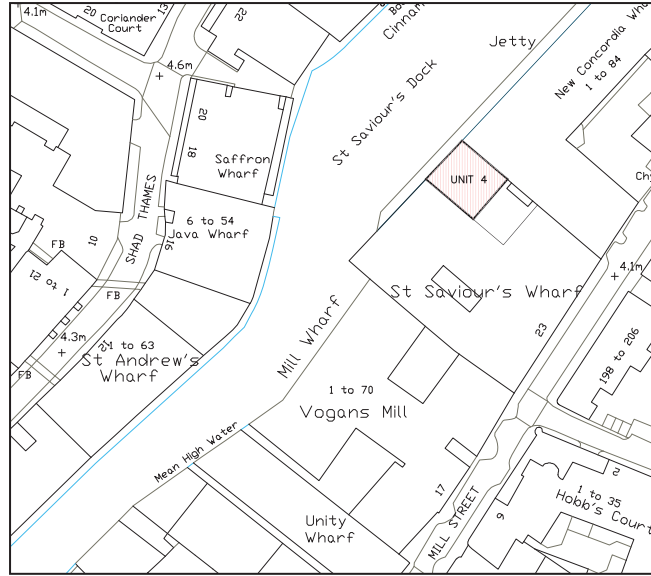 4.1m
20
Coriander
Court
13
22
Cinnam
Jetty
New Concordia Wha
1 to 84
4.6m
St Saviour's Dock
20
18
Saffron
Wharf
UNIT 4
Chy
SHAD THAMES
6 to 54
Java Wharf
16
10
FB
FB
1 to 21
4.1m
St Saviour's Wharf
Mill Wharf
23
4.3m
12
1 to 63
St Andrew's
Wharf
FB
198 to 206
1 to 70
Vogans Mill
Mean High Water
17
MILL STREET
2
1 to 35
Hobb's Court
9
Unity
Wharf